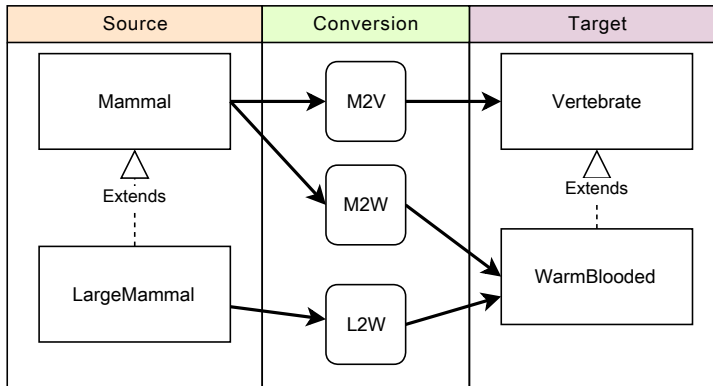 Source
Conversion
Target
Mammal
M2V
Vertebrate
Extends
Extends
M2W
LargeMammal
WarmBlooded
L2W